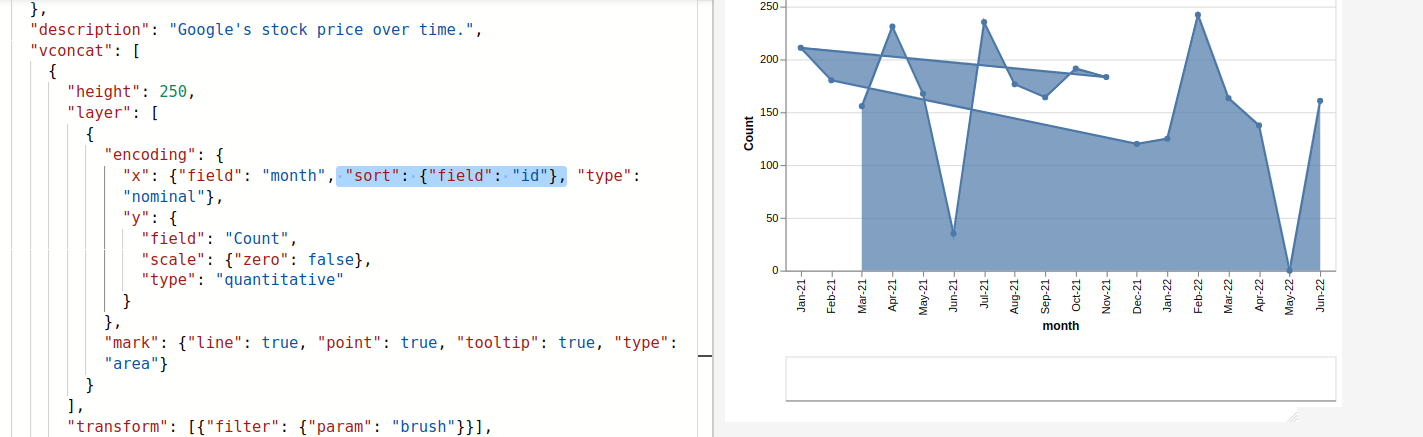 },
"description": "Google's stock price over time.",
"vconcat": [
{
"height": 250,
"layer": [
{
"encoding": {
"x": {"field": "month", "sort": {"field": "id"}, "type":
"nominal"},
"y": {
"field": "Count",
"scale": {"zero": false},
"type": "quantitative"
}
},
"mark": {"line": true, "point": true, "tooltip": true, "type":
"area"}
}
],
"transform": [{"filter": {"param": "brush"}}],
250
200
150
100
50
0
Count
Jan-21
Feb-21
Mar-21
Apr-21
May-21
Jun-21
Jul-21
Aug-21
Sep-21
Oct-21
Nov-21
Dec-21
Jan-22
Feb-22
Mar-22
Apr-22
May-22
Jun-22
month